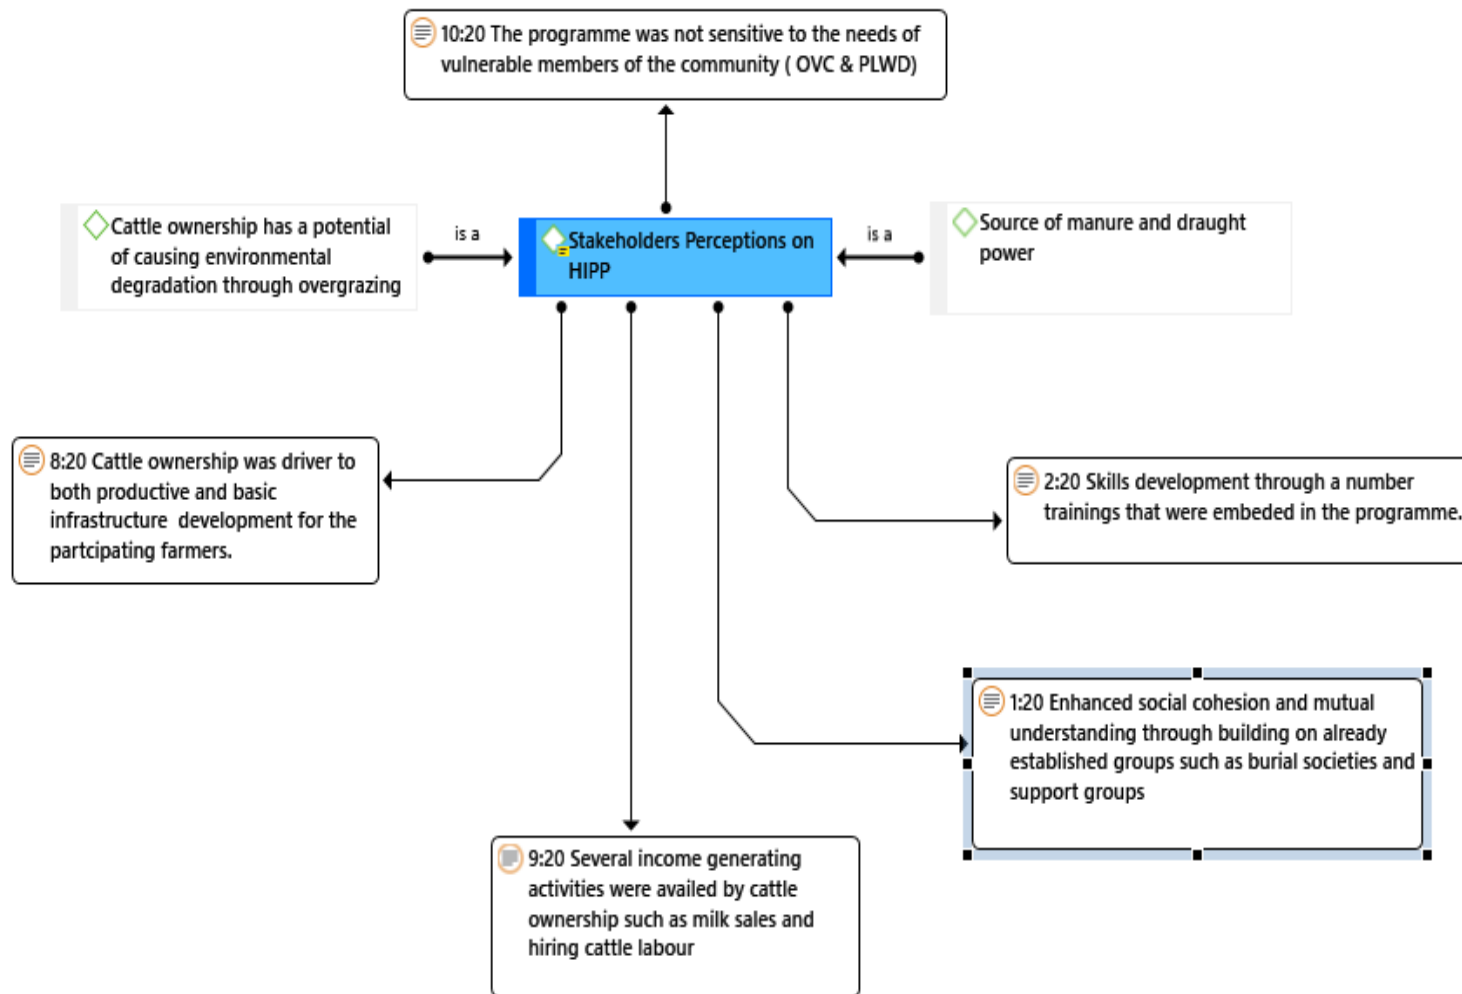 10:20 The programme was not sensitive to the needs of
vulnerable members of the community ( OVC & PLWD)
Cattle ownership has a potential
of causing environmental
degradation through overgrazing
is a
Stakeholders Perceptions on
HIPP
is a
Source of manure and draught
power
8:20 Cattle ownership was driver to
both productive and basic
infrastructure development for the
partcipating farmers.
2:20 Skills development through a number
trainings that were embeded in the programme.
1:20 Enhanced social cohesion and mutual
understanding through building on already
established groups such as burial societies and
support groups
9:20 Several income generating
activities were availed by cattle
ownership such as milk sales and
hiring cattle labour